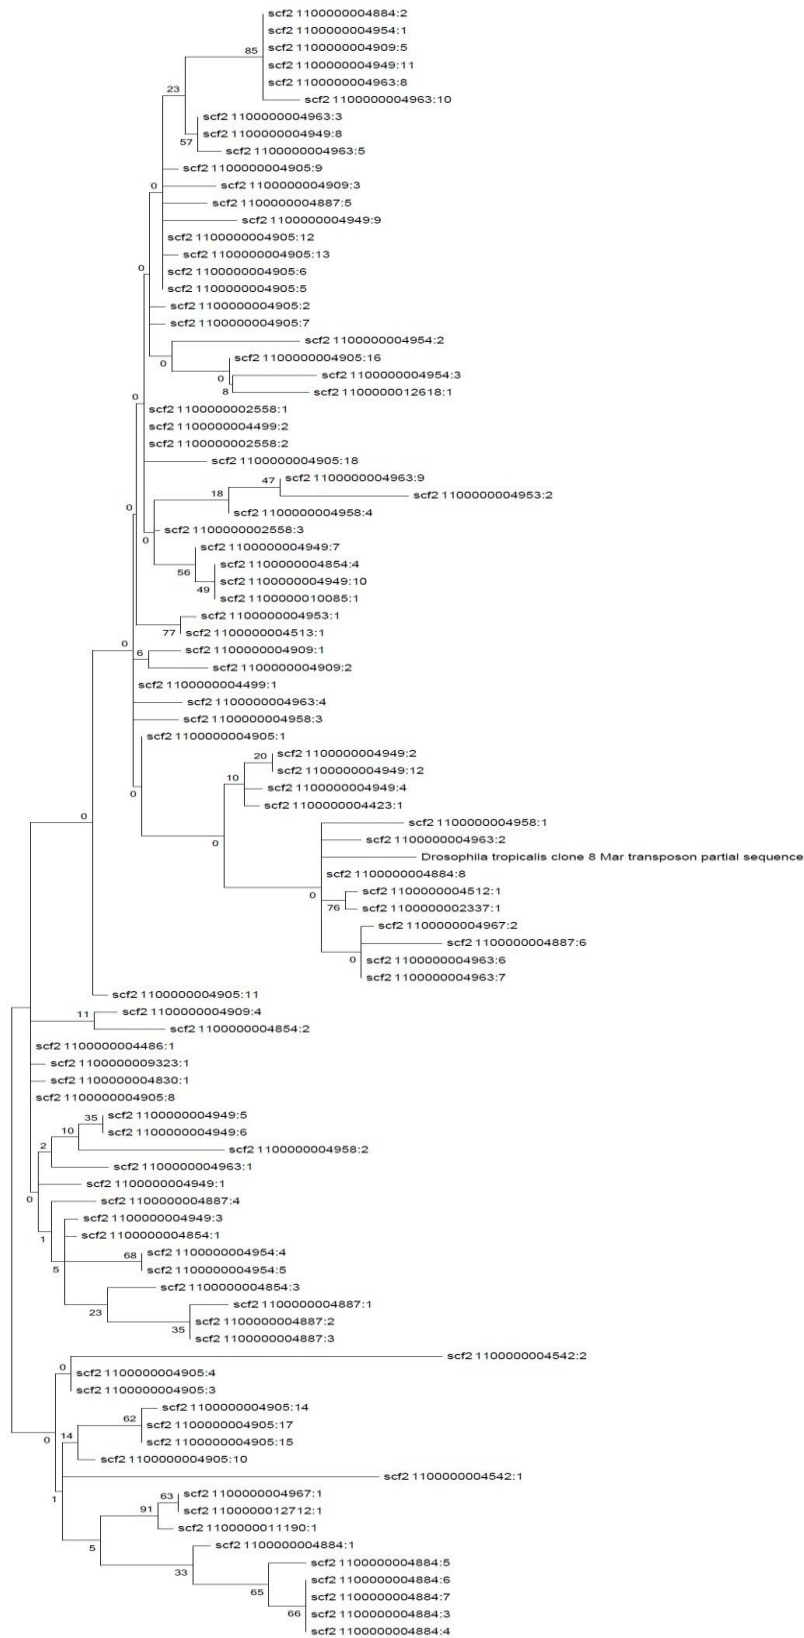 scf2 1100000004884:2
scf2 1100000004954:1
scf2 1100000004909:5
85
scf2 1100000004949:11
scf2 1100000004963:8
23
scf2 1100000004963:10
scf2 1100000004963:3
scf2 1100000004949:8
57
scf2 1100000004963:5
scf2 1100000004905:9
0
scf2 1100000004909:3
scf2 1100000004887:5
scf2 1100000004949:9
scf2 1100000004905:12
scf2 1100000004905:13
0
scf2 1100000004905:6
scf2 1100000004905:5
scf2 1100000004905:2
scf2 1100000004905:7
scf2 1100000004954:2
0
scf2 1100000004905:16
0
scf2 1100000004954:3
8
scf2 1100000012618:1
0
scf2 1100000002558:1
scf2 1100000004499:2
scf2 1100000002558:2
scf2 1100000004905:18
47
scf2 1100000004963:9
18
scf2 1100000004953:2
0
scf2 1100000004958:4
scf2 1100000002558:3
0
scf2 1100000004949:7
scf2 1100000004854:4
56
scf2 1100000004949:10
49
scf2 1100000010085:1
scf2 1100000004953:1
77
scf2 1100000004513:1
0
6
scf2 1100000004909:1
scf2 1100000004909:2
scf2 1100000004499:1
scf2 1100000004963:4
scf2 1100000004958:3
scf2 1100000004905:1
20
scf2 1100000004949:2
10
scf2 1100000004949:12
0
scf2 1100000004949:4
scf2 1100000004423:1
0
scf2 1100000004958:1
0
scf2 1100000004963:2
Drosophila tropicalis clone 8 Mar transposon partial sequence
scf2 1100000004884:8
0
scf2 1100000004512:1
76
scf2 1100000002337:1
scf2 1100000004967:2
scf2 1100000004887:6
0
scf2 1100000004963:6
scf2 1100000004963:7
scf2 1100000004905:11
11
scf2 1100000004909:4
scf2 1100000004854:2
scf2 1100000004486:1
scf2 1100000009323:1
scf2 1100000004830:1
scf2 1100000004905:8
35
scf2 1100000004949:5
10
scf2 1100000004949:6
2
scf2 1100000004958:2
scf2 1100000004963:1
scf2 1100000004949:1
0
scf2 1100000004887:4
scf2 1100000004949:3
1
scf2 1100000004854:1
68
scf2 1100000004954:4
5
scf2 1100000004954:5
scf2 1100000004854:3
23
scf2 1100000004887:1
scf2 1100000004887:2
35
scf2 1100000004887:3
scf2 1100000004542:2
0
scf2 1100000004905:4
scf2 1100000004905:3
scf2 1100000004905:14
62
scf2 1100000004905:17
0
14
scf2 1100000004905:15
scf2 1100000004905:10
scf2 1100000004542:1
1
63
scf2 1100000004967:1
91
scf2 1100000012712:1
scf2 1100000011190:1
5
scf2 1100000004884:1
33
scf2 1100000004884:5
scf2 1100000004884:6
65
scf2 1100000004884:7
66
scf2 1100000004884:3
scf2 1100000004884:4